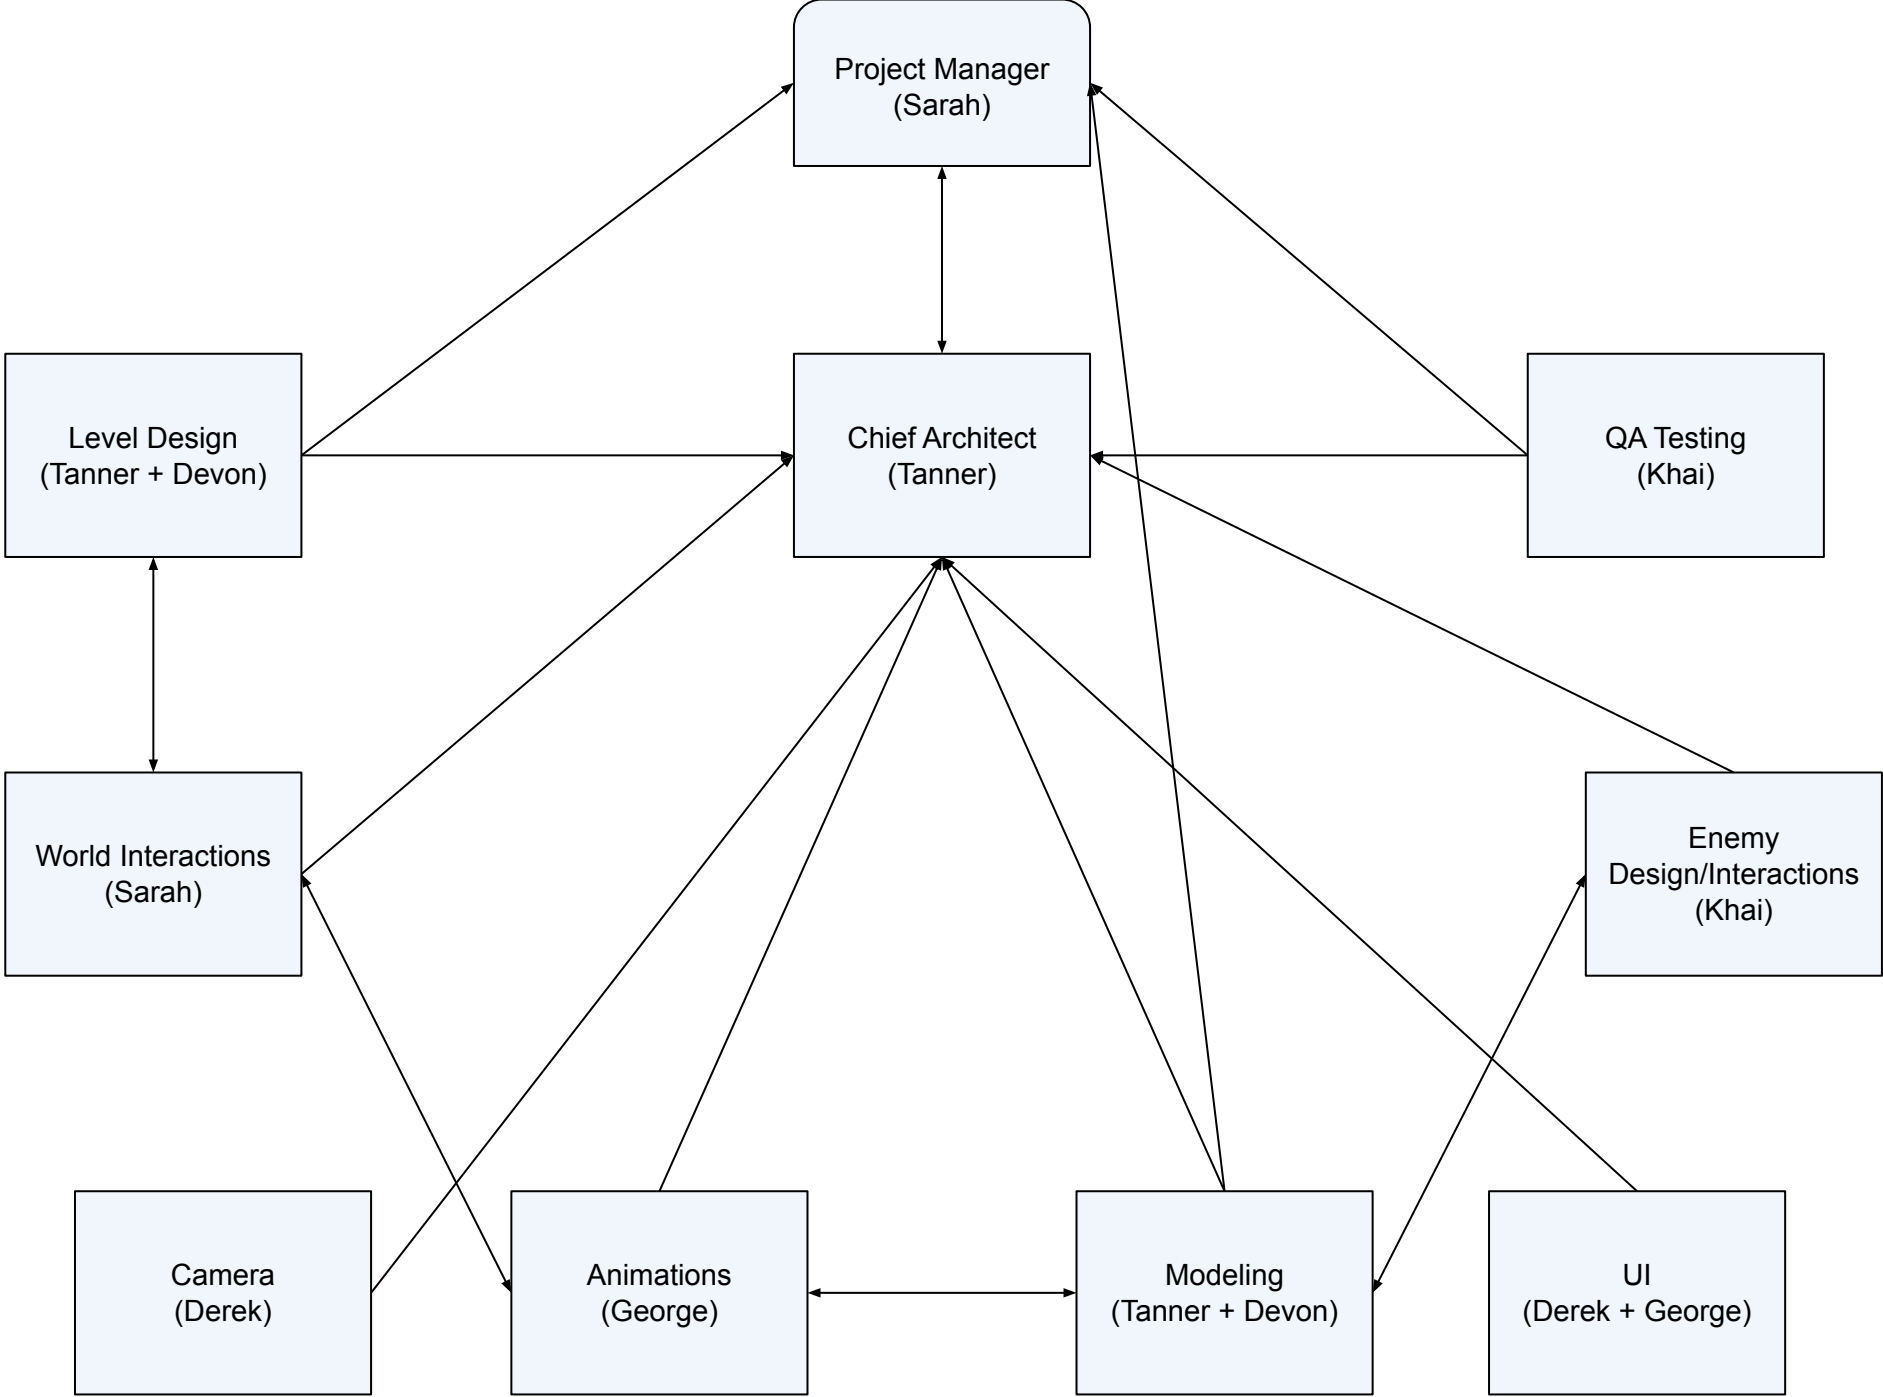 Project Manager
(Sarah)
Level Design
(Tanner + Devon)
Chief Architect
(Tanner)
QA Testing
(Khai)
World Interactions
(Sarah)
Enemy
Design/Interactions
(Khai)
Camera
(Derek)
Animations
(George)
Modeling
(Tanner + Devon)
UI
(Derek + George)